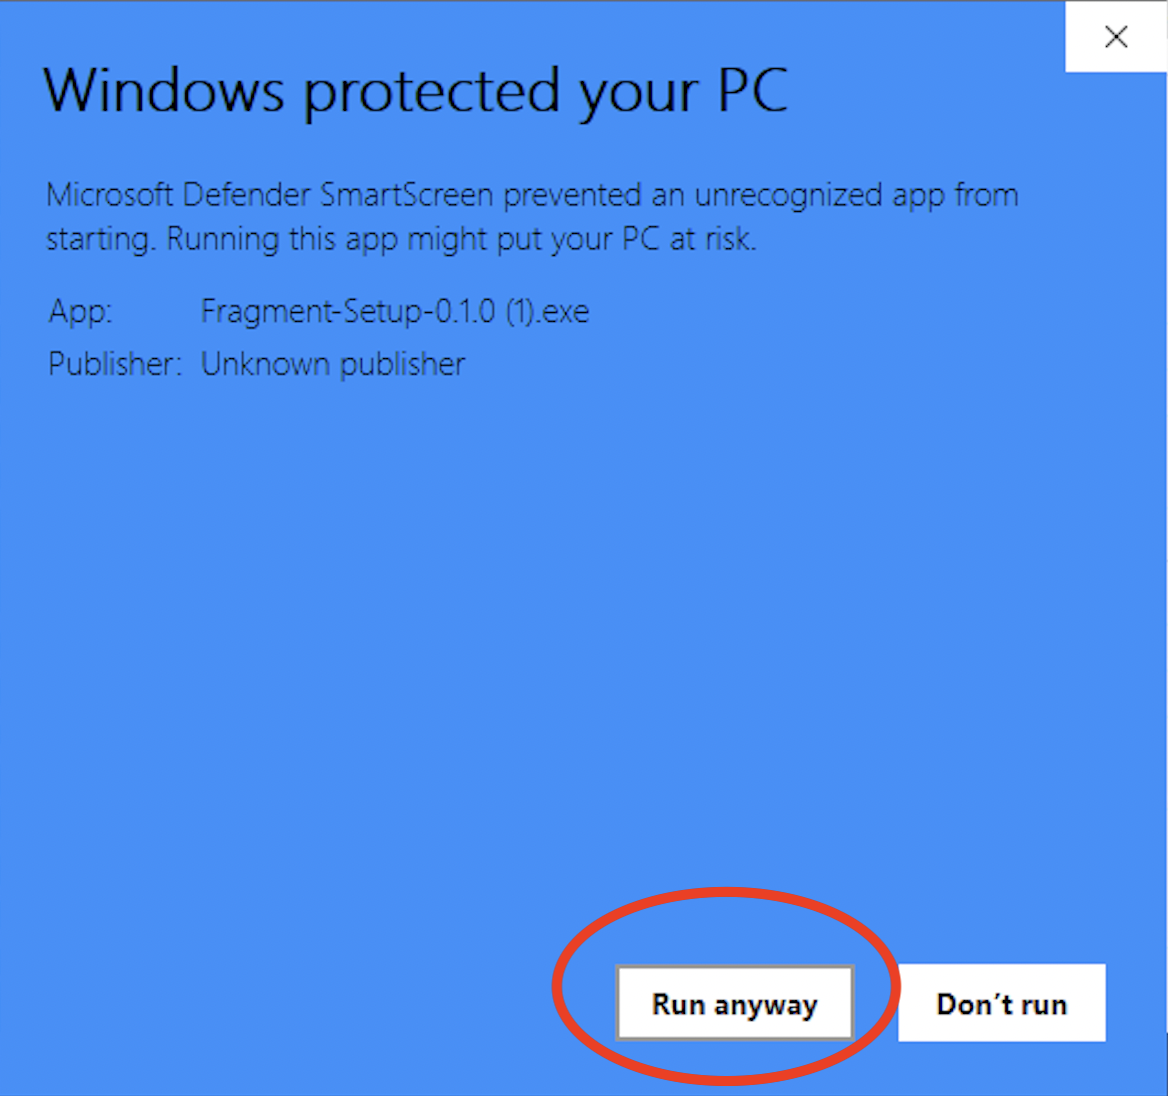 Windows protected your PC
Microsoft Defender SmartScreen prevented an unrecognized app from
starting. Running this app might put your PC at risk.
App: Fragment-Setup-0.1.0 (1).exe
Publisher: Unknown publisher
Run anyway Don’t run